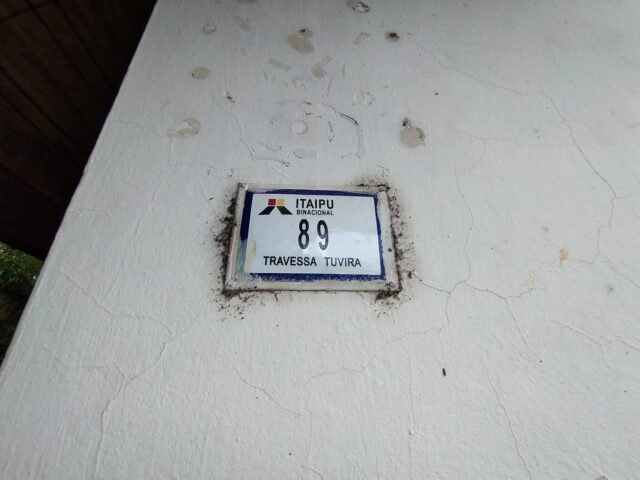 ITAIPU
BINACIONAL
89
TRAVESSA TUVIRA